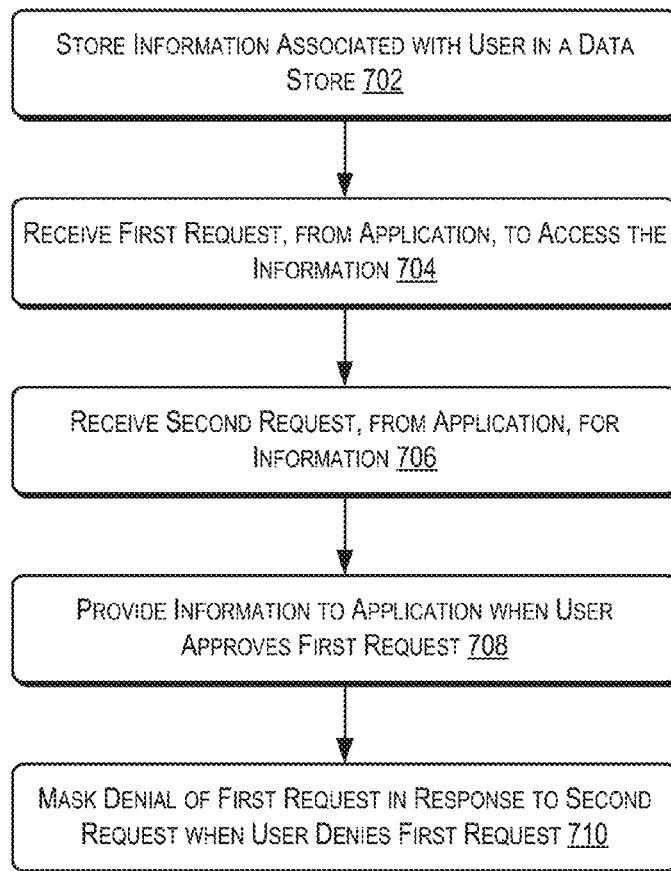 STORE INFORMATION ASSOCIATED WITH USER IN A DATA
STORE 702
RECEIVE FIRST REQUEST, FROM APPLICATION, TO ACCESS THE
INFORMATION 704
RECEIVE SECOND REQUEST, FROM APPLICATION, FOR
INFORMATION 706
PROVIDE INFORMATION TO APPLICATION WHEN USER
APPROVES FIRST REQUEST 708
MASK DENIAL OF FIRST REQUEST IN RESPONSE TO SECOND
REQUEST WHEN USER DENIES FIRST REQUEST 710